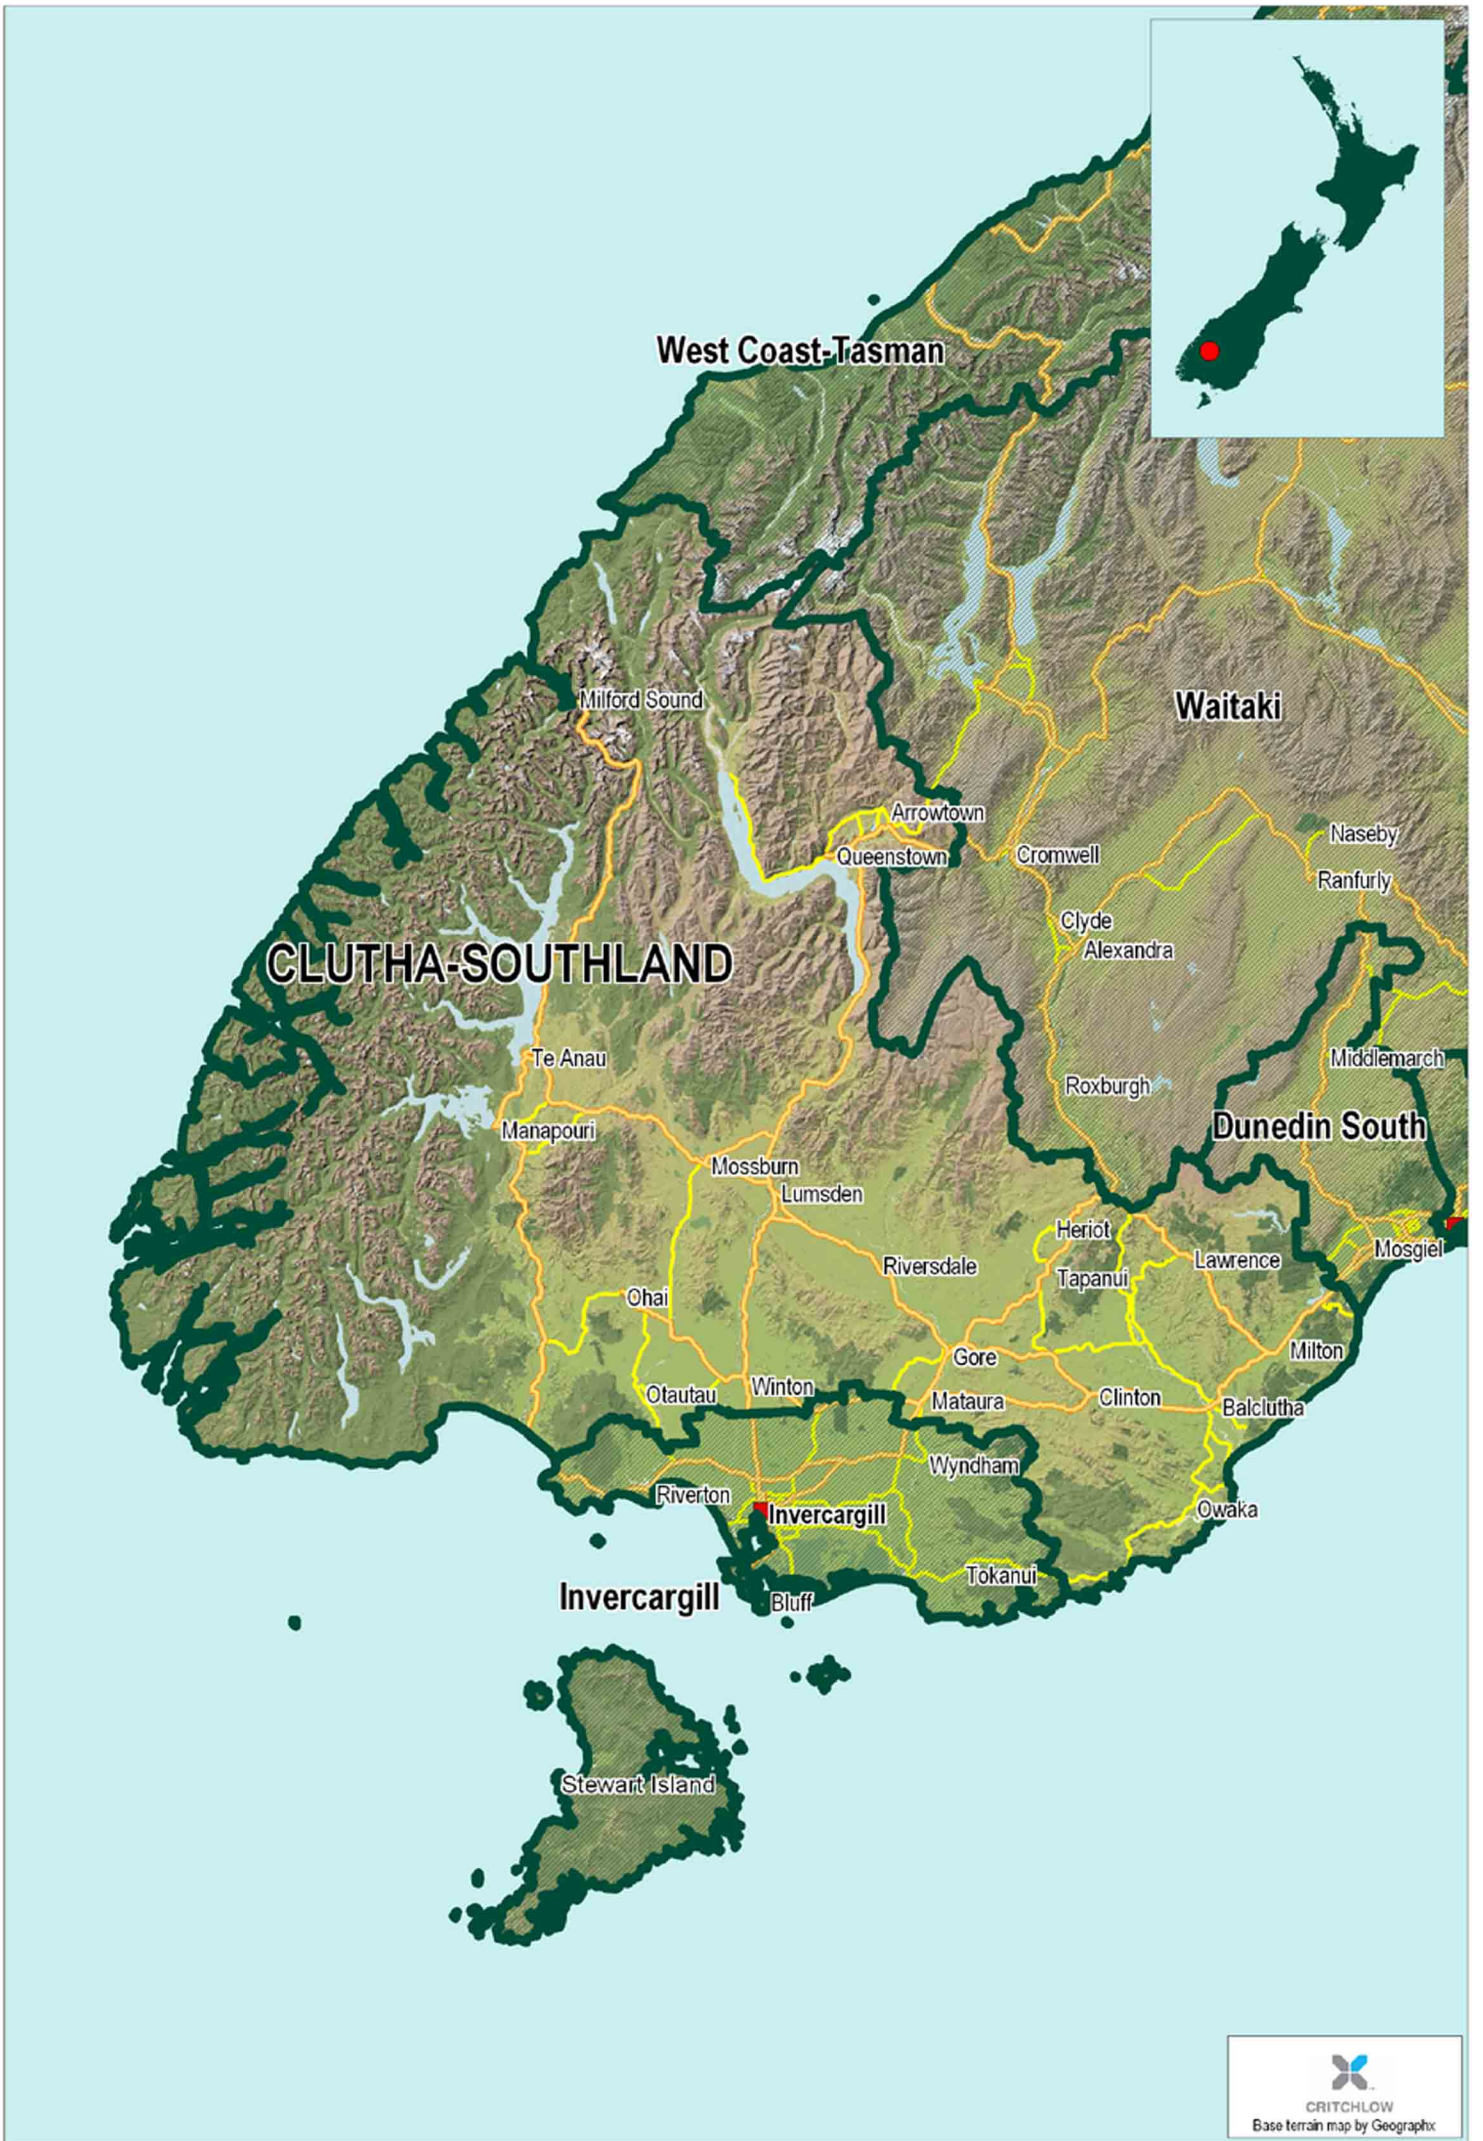 West Coast-Tasman
Milford Sound
Waitaki
Arrowtown
Naseby
Queenstown
Cromwell
Ranfurly
Clyde
Alexandra
CLUTHA-SOUTHLAND
Te Anau
Middlemarch
Roxburgh
Manapouri
Dunedin South
Mossburn
Lumsden
Heriot
Mosgiel
Riversdale
Lawrence
Tapanui
Ohai
Milton
Gore
Winton
Otautau
Mataura
Clinton
Balclutha
Wyndham
Riverton
Owaka
Invercargill
Tokanui
Invercargill
Bluff
Stewart Island
CRITCHLOW
Base terrain map by Geographx